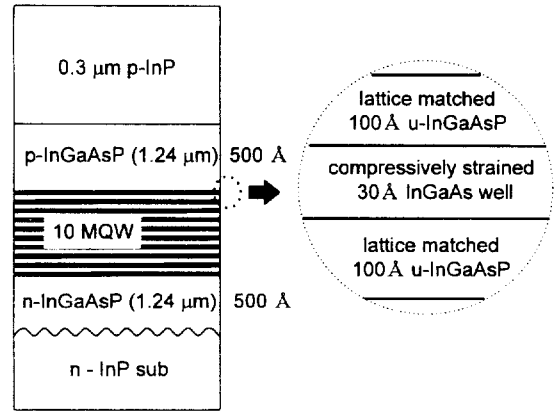 0.3 μm p-InP
p-InGaAsP (1.24 μm) 500 Å
10 MQW
n-InGaAsP (1.24 μm) 500 Å
n - InP sub
lattice matched
100 Å u-InGaAsP
compressively strained
30 Å InGaAs well
lattice matched
100 Å u-InGaAsP